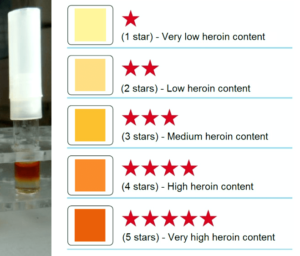 (1 star) - Very low heroin content
(2 stars) - Low heroin content
(3 stars) - Medium heroin content
(4 stars) - High heroin content
(5 stars) - Very high heroin content